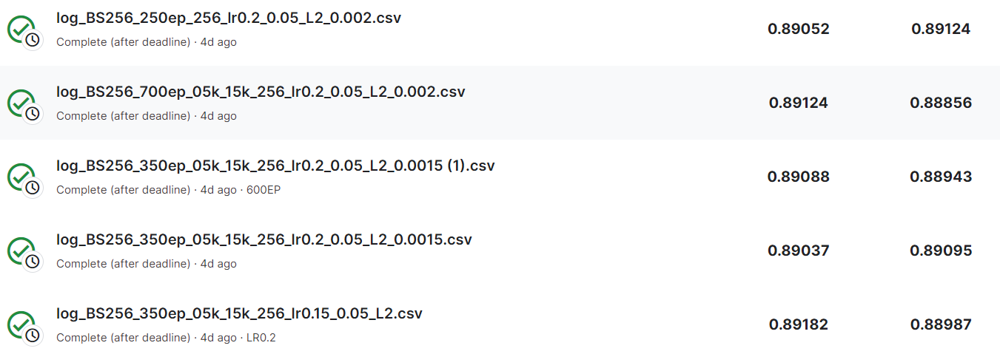 log_BS256_250ep_256_lr0.2_0.05_L2_0.002.csv
0.89052 0.89124
Complete (after deadline) · 4d ago
log_BS256_700ep_05k_15k_256_lr0.2_0.05_L2_0.002.csv
0.89124 0.88856
Complete (after deadline) · 4d ago
log_BS256_350ep_05k_15k_256_lr0.2_0.05_L2_0.0015 (1).csv
0.89088 0.88943
Complete (after deadline) · 4d ago · 600EP
log_BS256_350ep_05k_15k_256_lr0.2_0.05_L2_0.0015.csv
0.89037 0.89095
Complete (after deadline) · 4d ago
log_BS256_350ep_05k_15k_256_lr0.15_0.05_L2.csv
0.89182 0.88987
Complete (after deadline) · 4d ago · LR0.2